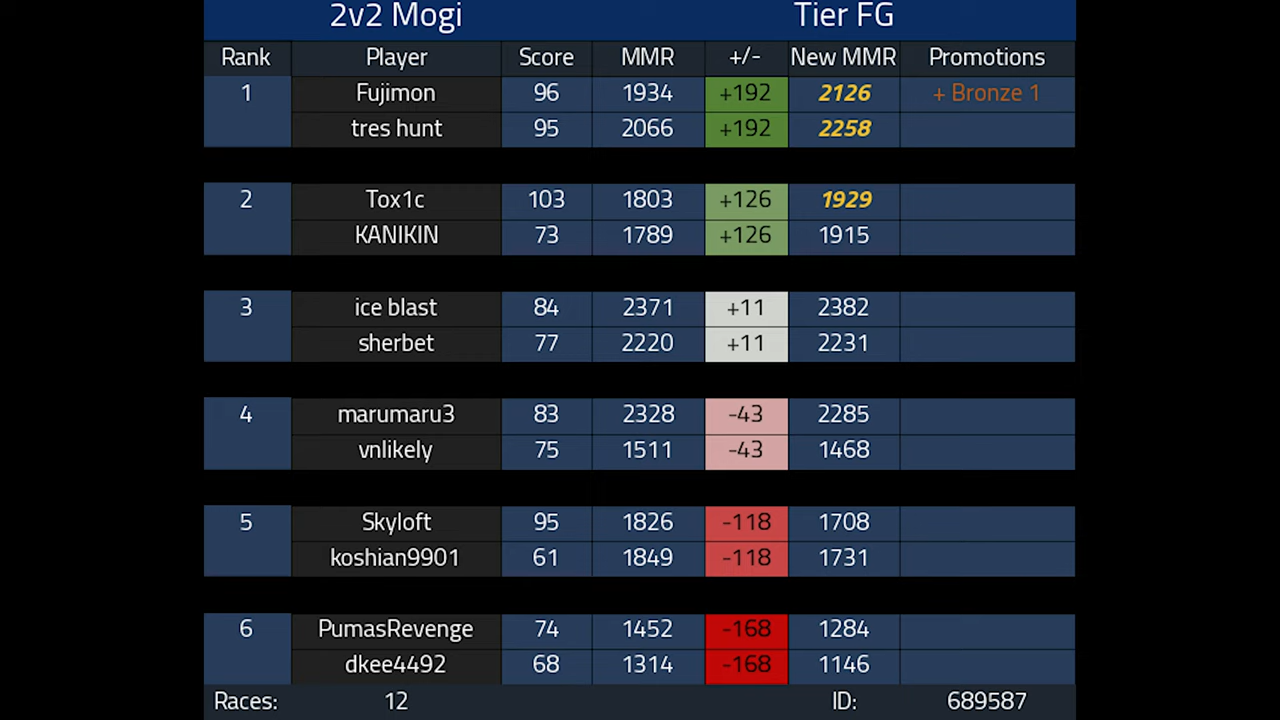 2v2 Mogi Tier FG
Rank Player Score MMR +/- New MMR Promotions
1 Fujimon 96 1934 +192 2126 + Bronze 1
tres hunt 95 2066 +192 2258
2 Tox1c 103 1803 +126 1929
KANIKIN 73 1789 +126 1915
3 ice blast 84 2371 +11 2382
sherbet 77 2220 +11 2231
4 marumaru3 83 2328 -43 2285
vnlikely 75 1511 -43 1468
5 Skyloft 95 1826 -118 1708
koshian9901 61 1849 -118 1731
6 PumasRevenge 74 1452 -168 1284
dkee4492 68 1314 -168 1146
Races: 12 ID: 689587